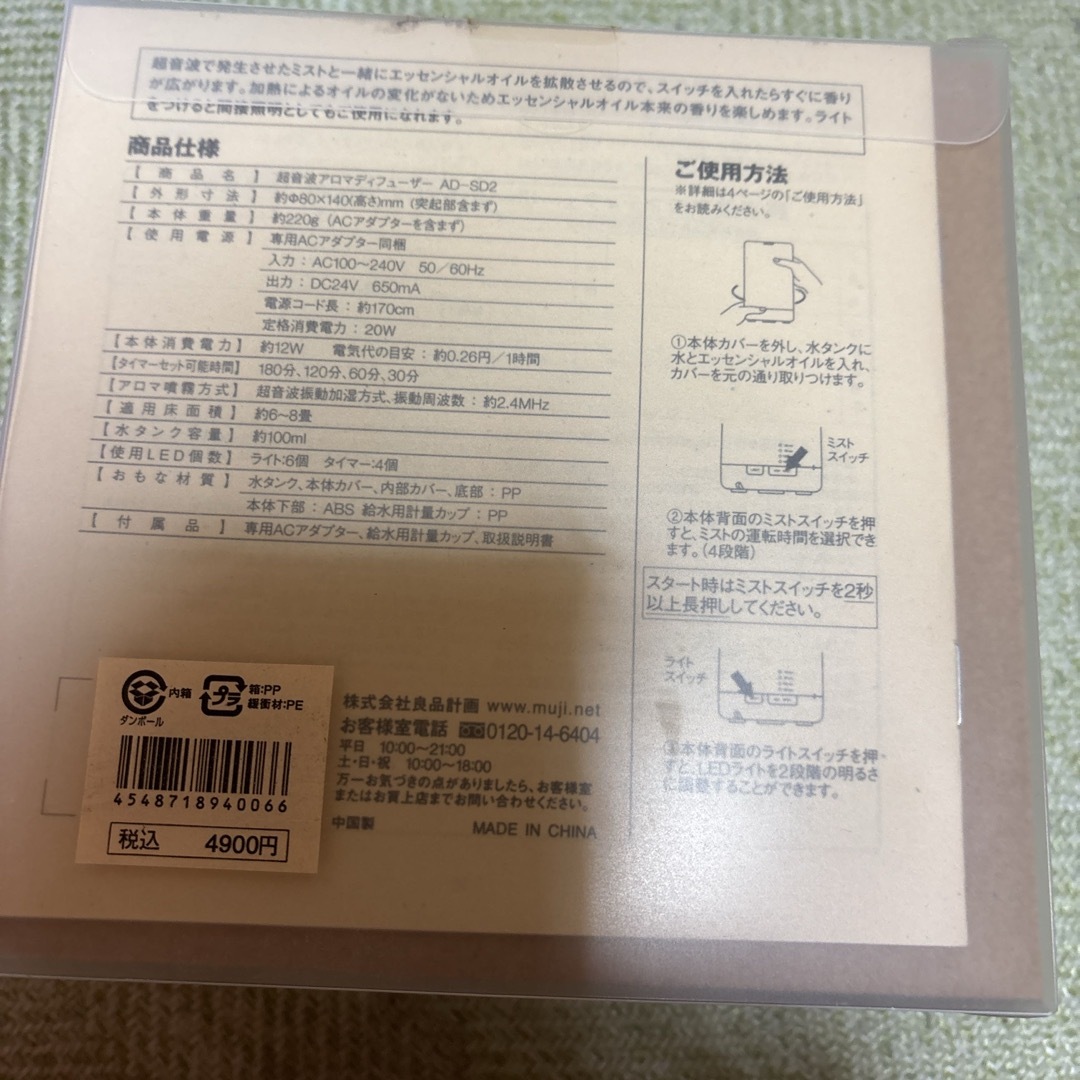 超音波で発生させたミストと一緒にエッセンシャルオイルを拡散させるので、スイッチを入れたらすぐに香り
が広がります。加熱によるオイルの変化がないためエッセンシャルオイル本来の香りを楽しめます。ライト
をつけると間接照明としてもご使用になれます。
商品仕様
【商品名】 超音波アロマディフューザー AD-SD2
【外形寸法】 約Φ80×140(高さ)mm (突起部含まず)
【本体重量】 約220g (ACアダプターを含まず)
【使用電源】 専用ACアダプター同梱
入力：AC100～240V 50／60Hz
出力：DC24V 650mA
電源コード長：約170cm
定格消費電力：20W
【本体消費電力】 約12W 電気代の目安：約0.26円／1時間
【タイマーセット可能時間】 180分、120分、60分、30分
【アロマ噴霧方式】 超音波振動加湿方式、振動周波数：約2.4MHz
【適用床面積】 約6～8畳
【水タンク容量】 約100ml
【使用LED個数】 ライト:6個 タイマー:4個
【おもな材質】 水タンク、本体カバー、内部カバー、底部：PP
本体下部：ABS 給水用計量カップ：PP
【付属品】 専用ACアダプター、給水用計量カップ、取扱説明書
ご使用方法
※詳細は4ページの「ご使用方法」
をお読みください。
①本体カバーを外し、水タンクに
水とエッセンシャルオイルを入れ、
カバーを元の通り取りつけます。
ミスト
スイッチ
②本体背面のミストスイッチを押
すと、ミストの運転時間を選択でき
ます。(4段階)
スタート時はミストスイッチを2秒
以上長押ししてください。
ライト
スイッチ
③本体背面のライトスイッチを押
すと、LEDライトを2段階の明るさ
に調整することができます。
内箱
ダンボール
プラ
箱:PP
緩衝材:PE
4548718940066
税込 4900円
株式会社良品計画 www.muji.net
お客様室電話 0120-14-6404
平日 10:00～21:00
土・日・祝 10:00～18:00
万一お気づきの点がありましたら、お客様室
またはお買上店までお問い合わせください。
中国製 MADE IN CHINA